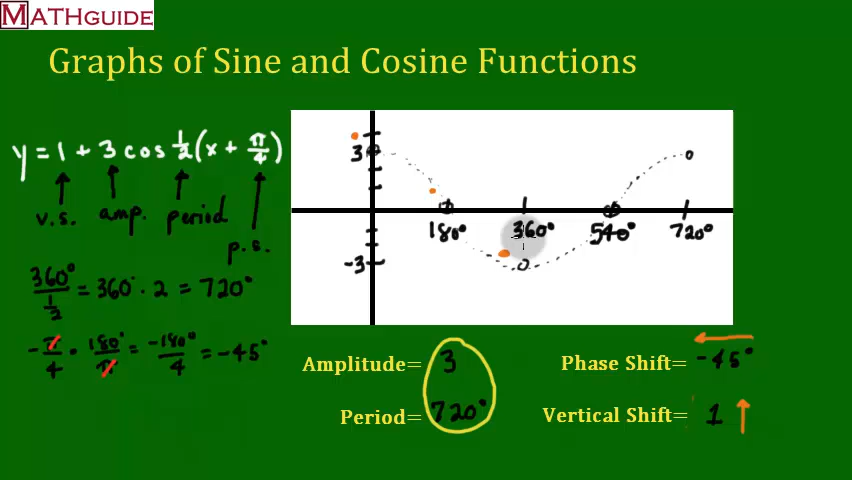 MATHGUIDE
Graphs of Sine and Cosine Functions
y = 1 + 3 cos 1/2 (x + π/4)
v.s. amp. period
p.s.
360°/(1/2) = 360° · 2 = 720°
-π/4 · 180°/π = -180°/4 = -45°
3
180° 360° 540° 720°
-3
Amplitude= 3
Period= 720°
Phase Shift= -45°
Vertical Shift= 1